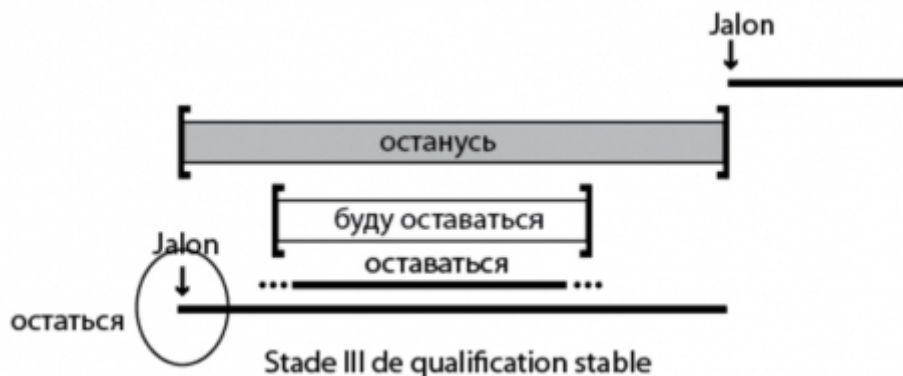 Jalon
останусь
буду оставаться
Jalon
оставаться
остаться
Stade III de qualification stable